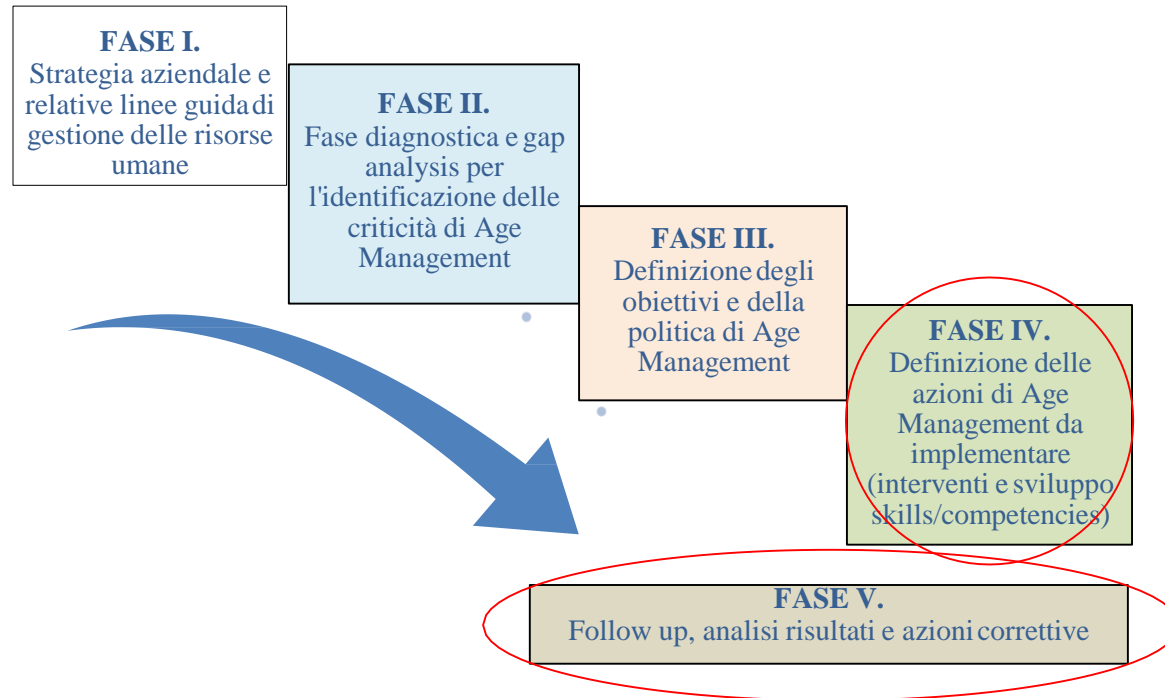 FASE I.
Strategia aziendale e
relative linee guida di
gestione delle risorse
umane
FASE II.
Fase diagnostica e gap
analysis per
l'identificazione delle
criticità di Age
Management
FASE III.
Definizione degli
obiettivi e della
politica di Age
Management
FASE IV.
Definizione delle
azioni di Age
Management da
implementare
(interventi e sviluppo
skills/competencies)
FASE V.
Follow up, analisi risultati e azioni correttive